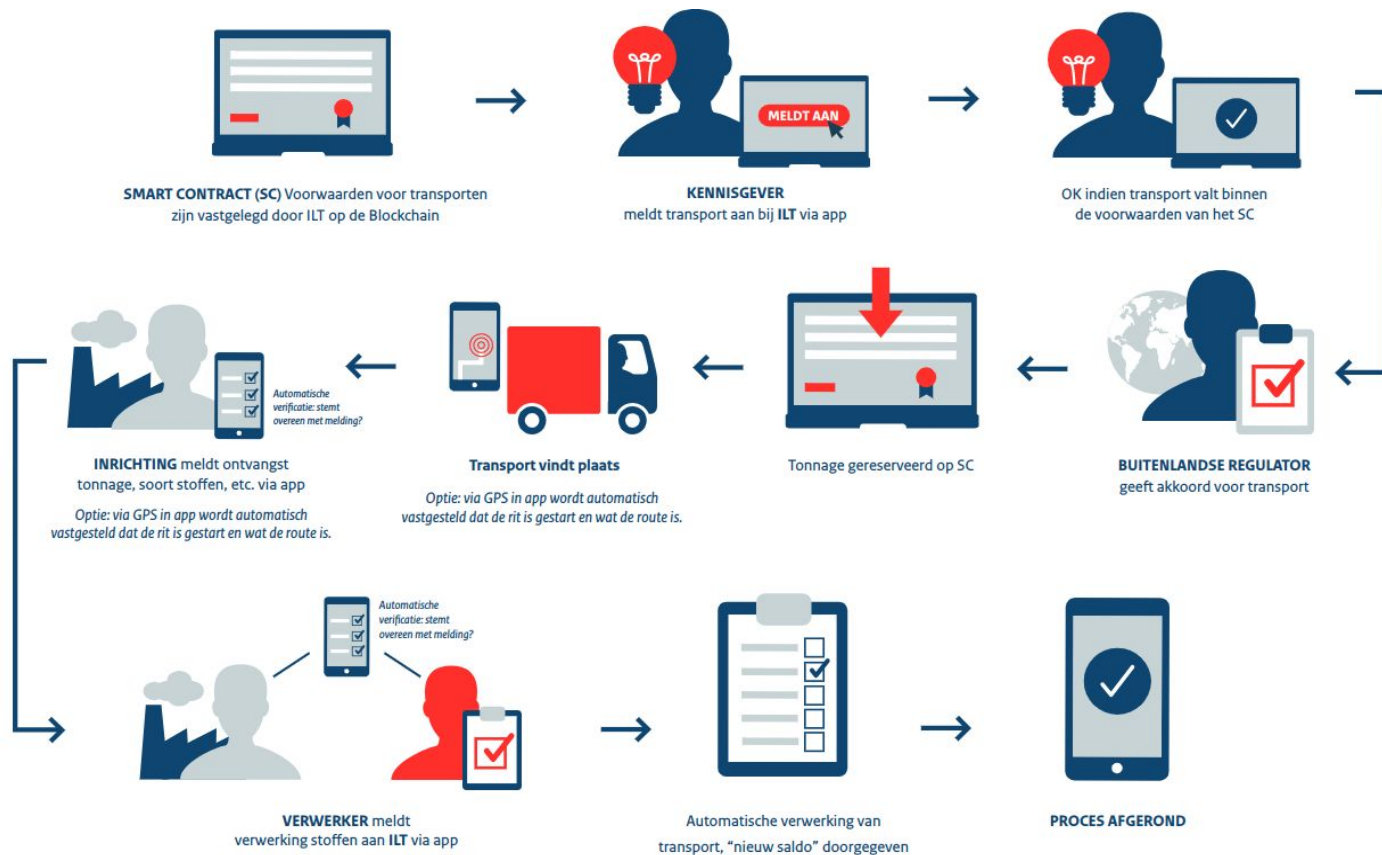 MELDT AAN
SMART CONTRACT (SC) Voorwaarden voor transporten
zijn vastgelegd door ILT op de Blockchain
KENNISGEVER
meldt transport aan bij ILT via app
OK indien transport valt binnen
de voorwaarden van het SC
BUITENLANDSE REGULATOR
geeft akkoord voor transport
Tonnage gereserveerd op SC
Transport vindt plaats
Optie: via GPS in app wordt automatisch
vastgesteld dat de rit is gestart en wat de route is.
Automatische
verificatie: stemt
overeen met melding?
INRICHTING meldt ontvangst
tonnage, soort stoffen, etc. via app
Optie: via GPS in app wordt automatisch
vastgesteld dat de rit is gestart en wat de route is.
Automatische
verificatie: stemt
overeen met melding?
VERWERKER meldt
verwerking stoffen aan ILT via app
Automatische verwerking van
transport, “nieuw saldo” doorgegeven
PROCES AFGEROND